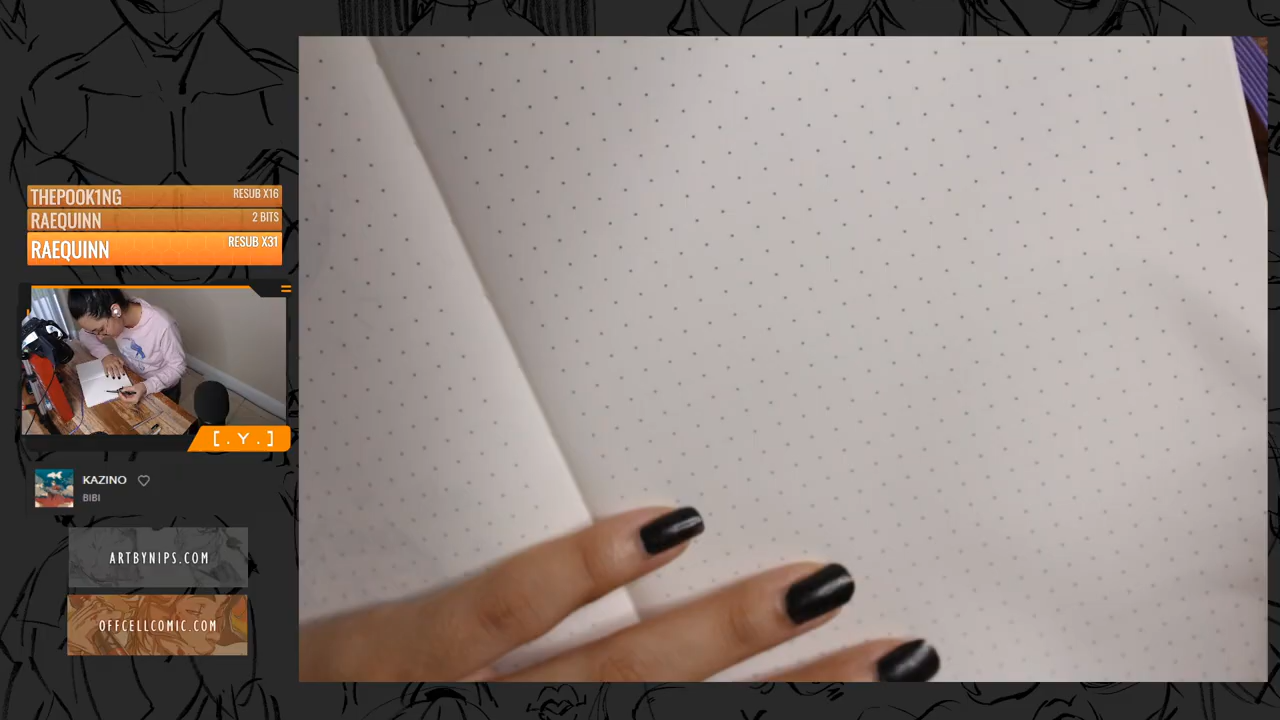 THEPOOK1NG RESUB X16
RAEQUINN 2 BITS
RAEQUINN RESUB X31
[ . Y . ]
KAZINO
BIBI
ARTBYNIPS.COM
OFFCELLCOMIC.COM